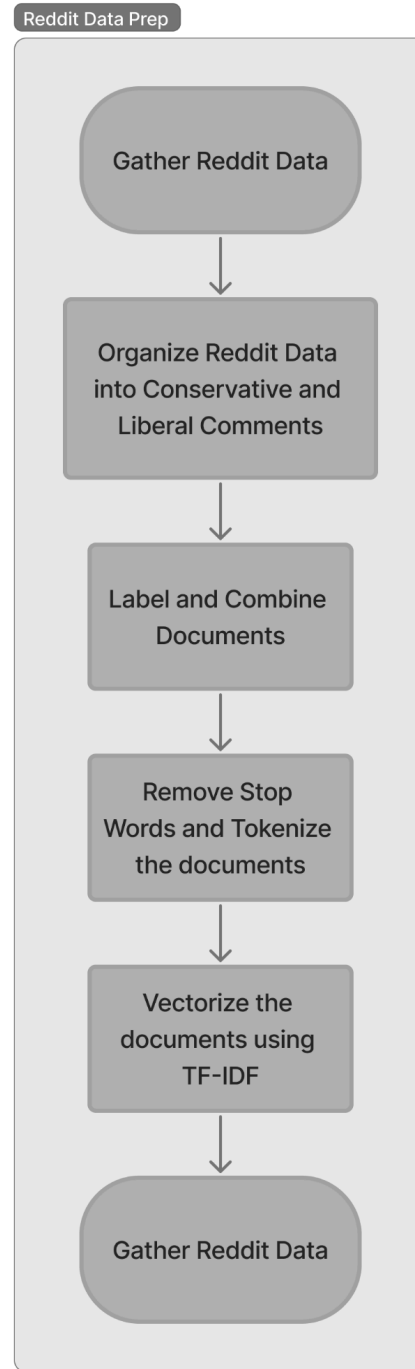 Reddit Data Prep
Gather Reddit Data
Organize Reddit Data
into Conservative and
Liberal Comments
Label and Combine
Documents
Remove Stop
Words and Tokenize
the documents
Vectorize the
documents using
TF-IDF
Gather Reddit Data